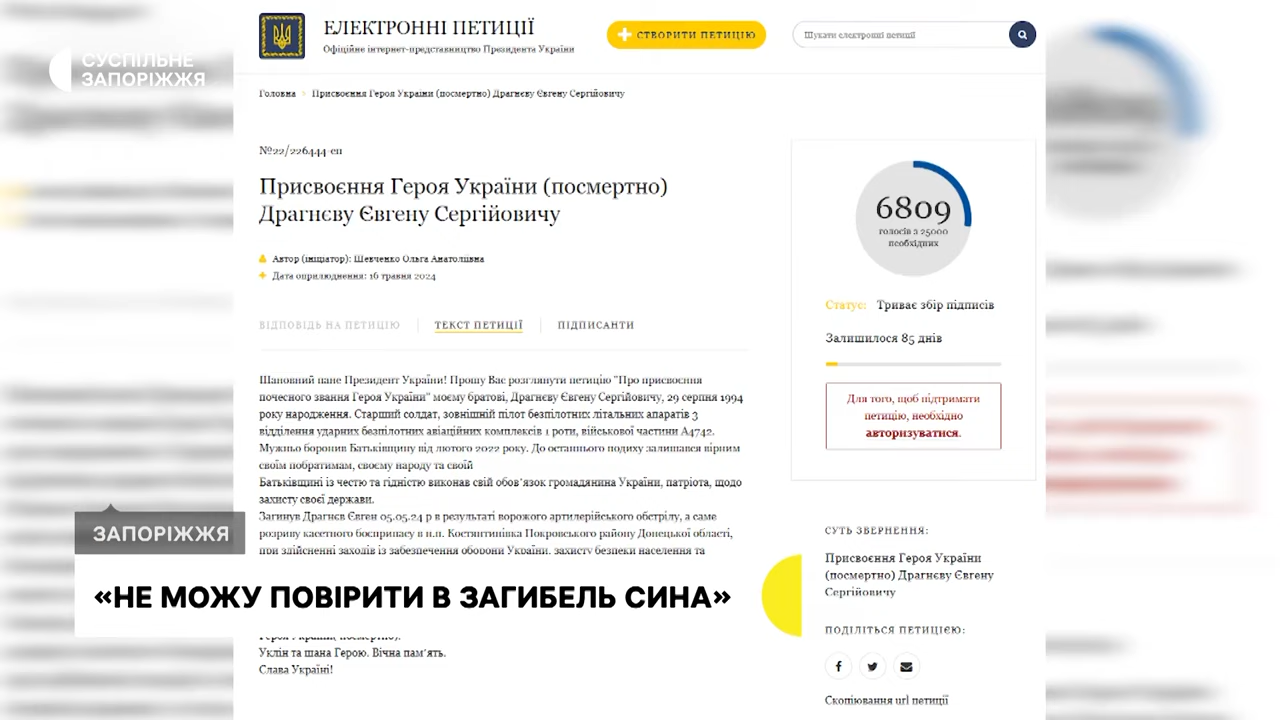 СУСПІЛЬНЕ
ЗАПОРІЖЖЯ
ЕЛЕКТРОННІ ПЕТИЦІЇ
Офіційне інтернет-представництво Президента України
СТВОРИТИ ПЕТИЦІЮ
Шукати електронні петиції
Головна Присвоєння Героя України (посмертно) Драгнєву Євгену Сергійовичу
№22/226444-еп
Присвоєння Героя України (посмертно)
Драгнєву Євгену Сергійовичу
Автор (ініціатор): Шевченко Ольга Анатоліївна
Дата оприлюднення: 16 травня 2024
ВІДПОВІДЬ НА ПЕТИЦІЮ
ТЕКСТ ПЕТИЦІЇ
ПІДПИСАНТИ
Шановний пане Президент України! Прошу Вас розглянути петицію "Про присвоєння
почесного звання Героя України" моєму братові, Драгнєву Євгену Сергійовичу, 29 серпня 1994
року народження. Старший солдат, зовнішній пілот безпілотних літальних апаратів 3
відділення ударних безпілотних авіаційних комплексів 1 роти, військової частини А4742.
Мужньо боронив Батьківщину від лютого 2022 року. До останнього подиху залишався вірним
своїм побратимам, своєму народу та своїй
Батьківщині із честю та гідністю виконав свій обов'язок громадянина України, патріота, щодо
захисту своєї держави.
Загинув Драгнєв Євген 05.05.24 р в результаті ворожого артилерійського обстрілу, а саме
розриву касетного боєприпасу в н.п. Костянтинівка Покровського району Донецької області,
при здійсненні заходів із забезпечення оборони України, захисту безпеки населення та
ЗАПОРІЖЖЯ
«НЕ МОЖУ ПОВІРИТИ В ЗАГИБЕЛЬ СИНА»
Героя України, посмертно).
Уклін та шана Герою. Вічна пам'ять.
Слава Україні!
6809
голосів з 25000
необхідних
Статус: Триває збір підписів
Залишилося 85 днів
Для того, щоб підтримати
петицію, необхідно
авторизуватися.
СУТЬ ЗВЕРНЕННЯ:
Присвоєння Героя України
(посмертно) Драгнєву Євгену
Сергійовичу
ПОДІЛІТЬСЯ ПЕТИЦІЄЮ:
Скопіювання url петиції